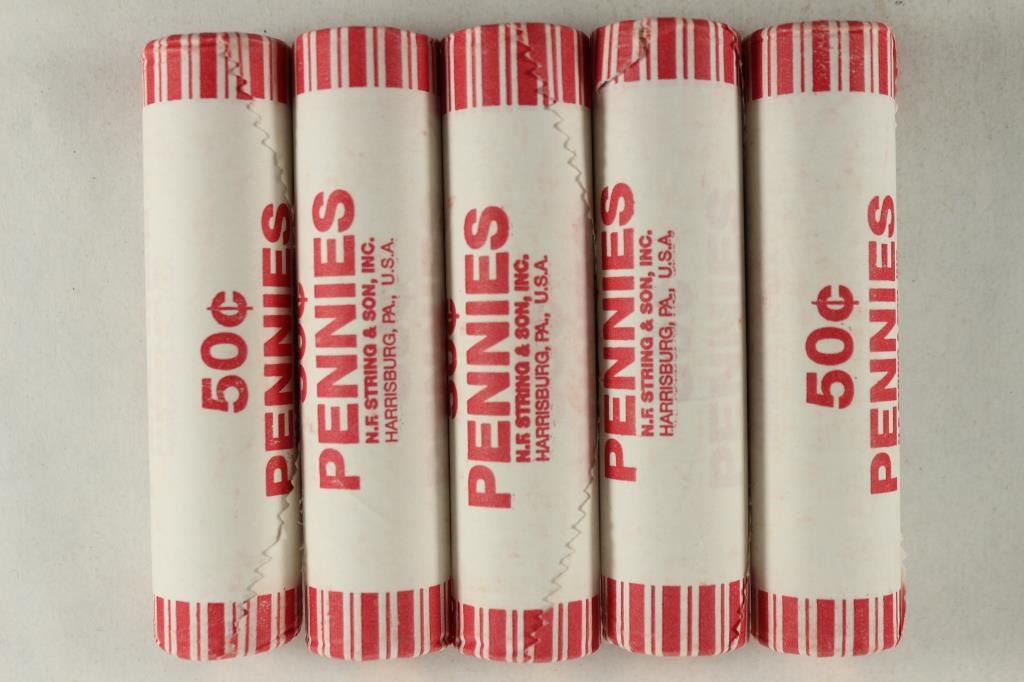 50¢
PENNIES
PENNIES
N.F. STRING & SON, INC.
HARRISBURG, PA., U.S.A.
PENNIES
N.F. STRING & SON, INC.
HARRISBURG, PA., U.S.A.
PENNIES
N.F. STRING & SON, INC.
HARRISBURG, PA., U.S.A.
50¢
PENNIES